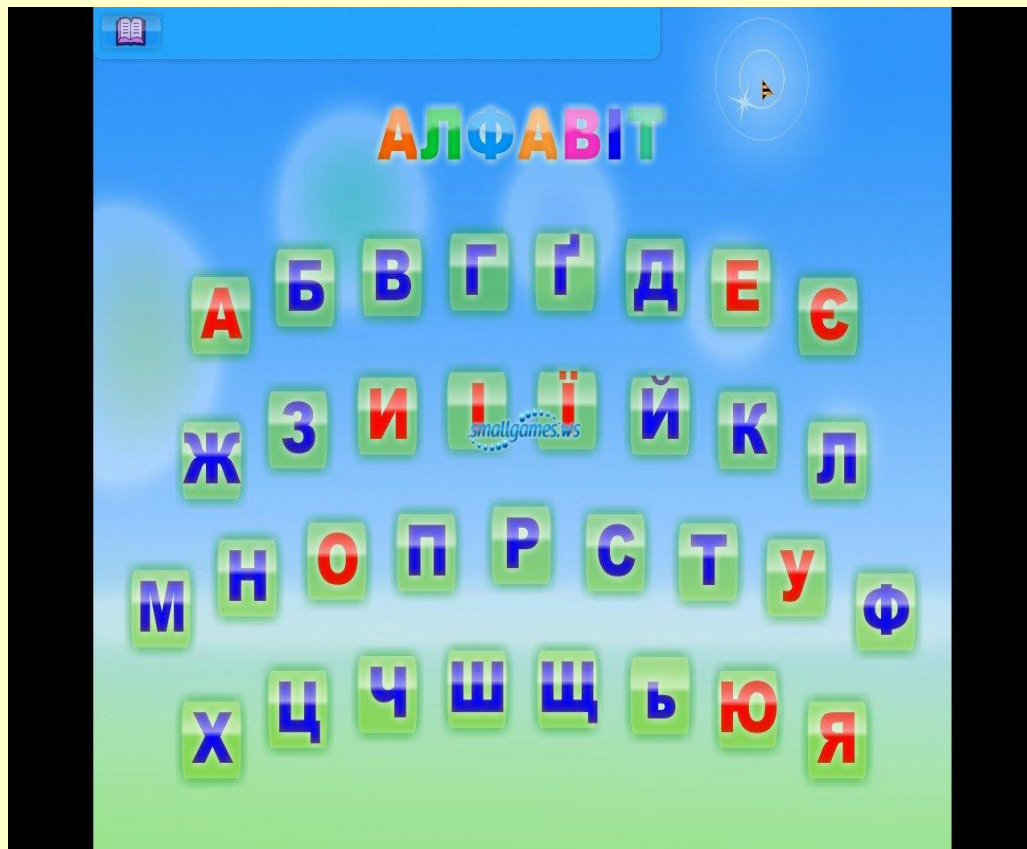 АЛФАВІТ
А Б В Г Ґ Д Е Є
Ж З И І Ї Й К Л
smallgames.ws
М Н О П Р С Т У Ф
Х Ц Ч Ш Щ ь Ю Я